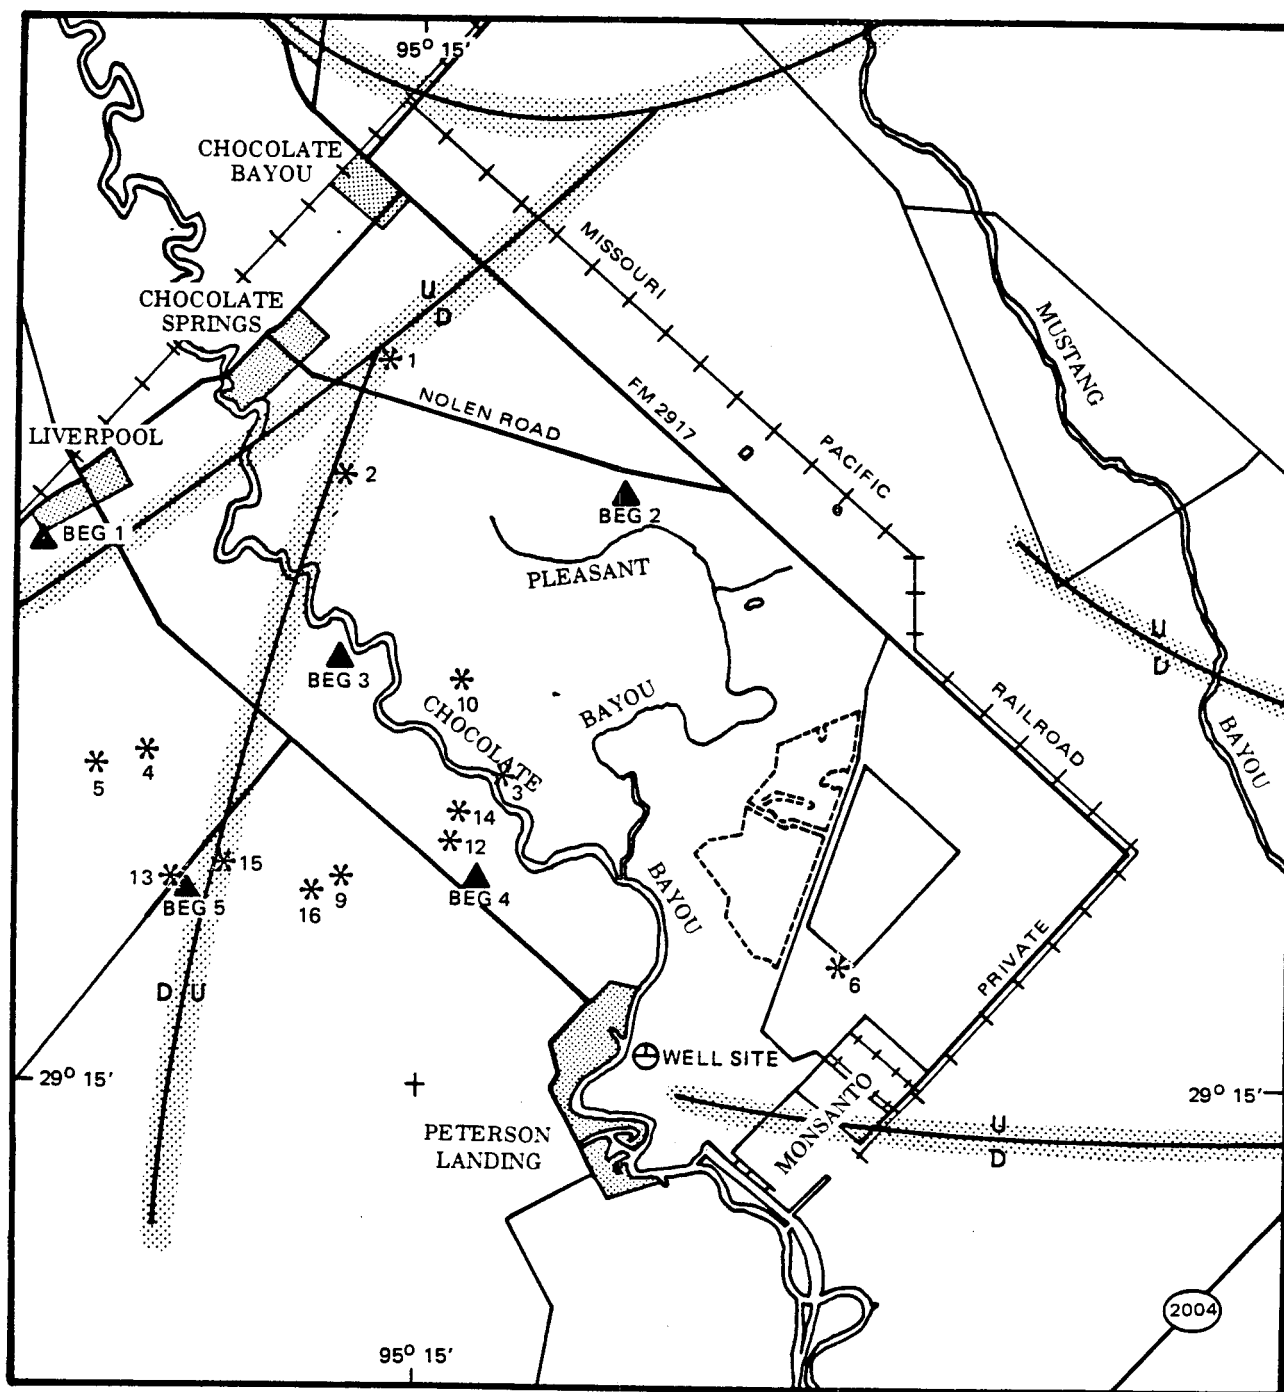 95° 15'
CHOCOLATE
BAYOU
MISSOURI
CHOCOLATE
SPRINGS
U
D
MUSTANG
1
NOLEN ROAD
FM 2917
LIVERPOOL
PACIFIC
2
BEG 1
BEG 2
PLEASANT
U
D
BEG 3
10
BAYOU
RAILROAD
CHOCOLATE
BAYOU
5
4
3
14
12
13
15
BEG 5
16
9
BEG 4
BAYOU
6
PRIVATE
D U
WELL SITE
29° 15'
29° 15'
MONSANTO
U
D
PETERSON
LANDING
2004
95° 15'